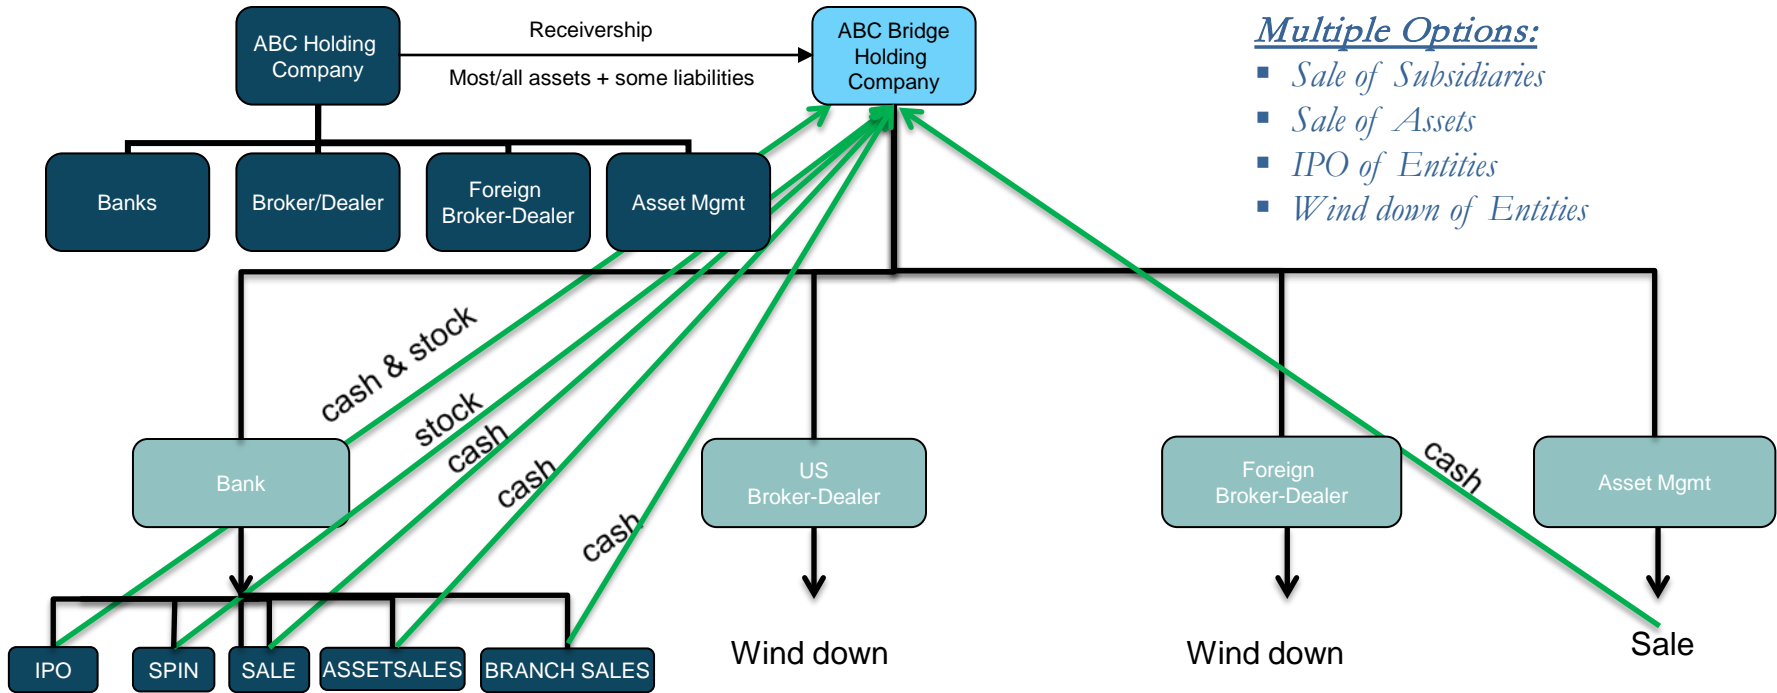 ABC Holding
Company
Receivership
Most/all assets + some liabilities
ABC Bridge
Holding
Company
Multiple Options:
▪ Sale of Subsidiaries
▪ Sale of Assets
▪ IPO of Entities
▪ Wind down of Entities
Banks
Broker/Dealer
Foreign
Broker-Dealer
Asset Mgmt
cash & stock
stock
cash
cash
cash
cash
Bank
US
Broker-Dealer
Foreign
Broker-Dealer
Asset Mgmt
IPO
SPIN
SALE
ASSETSALES
BRANCH SALES
Wind down
Wind down
Sale